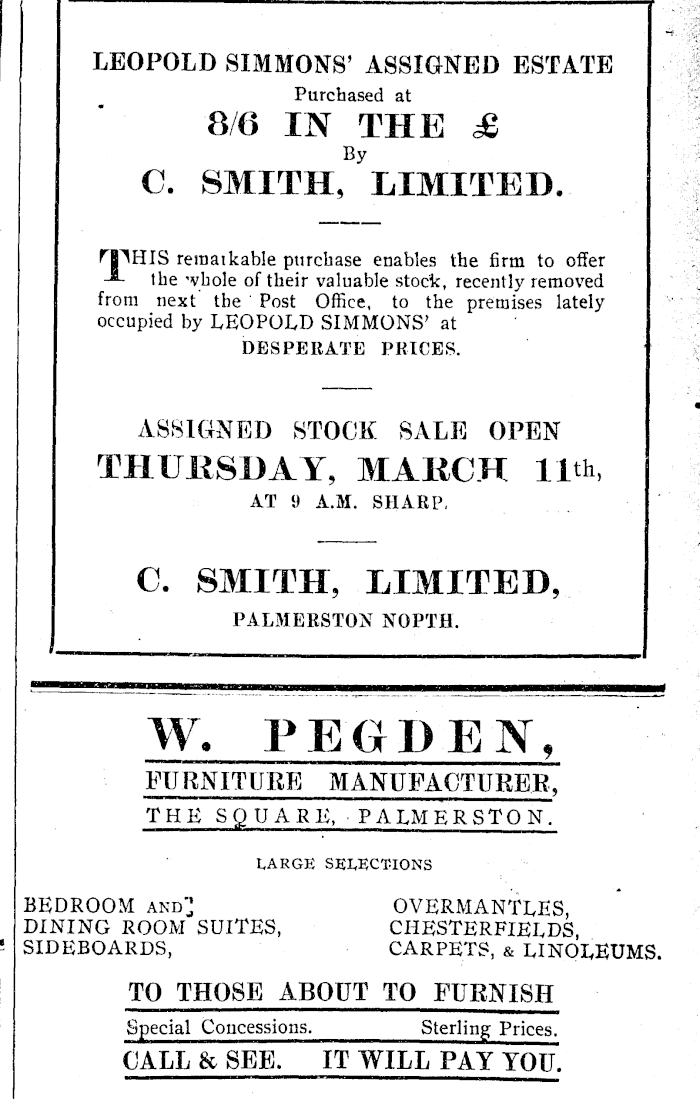 LEOPOLD SIMMONS' ASSIGNED ESTATE
Purchased at
8/6 IN THE £
By
C. SMITH, LIMITED.
THIS remarkable purchase enables the firm to offer
the whole of their valuable stock, recently removed
from next the Post Office, to the premises lately
occupied by LEOPOLD SIMMONS' at
DESPERATE PRICES.
ASSIGNED STOCK SALE OPEN
THURSDAY, MARCH 11th,
AT 9 A.M. SHARP.
C. SMITH, LIMITED,
PALMERSTON NOPTH.
W. PEGDEN,
FURNITURE MANUFACTURER,
THE SQUARE, PALMERSTON.
LARGE SELECTIONS
BEDROOM AND
DINING ROOM SUITES,
SIDEBOARDS,
OVERMANTLES,
CHESTERFIELDS,
CARPETS, & LINOLEUMS.
TO THOSE ABOUT TO FURNISH
Special Concessions. Sterling Prices.
CALL & SEE. IT WILL PAY YOU.